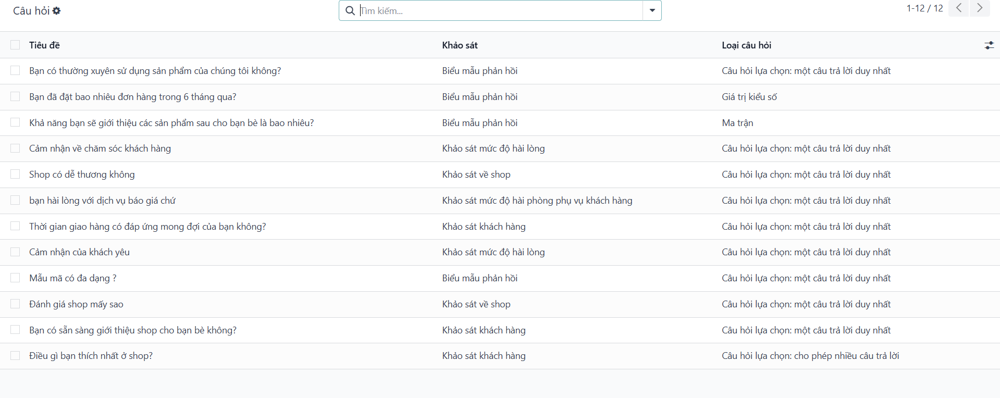 Câu hỏi
Tìm kiếm...
1-12 / 12
Tiêu đề Khảo sát Loại câu hỏi
Bạn có thường xuyên sử dụng sản phẩm của chúng tôi không? Biểu mẫu phản hồi Câu hỏi lựa chọn: một câu trả lời duy nhất
Bạn đã đặt bao nhiêu đơn hàng trong 6 tháng qua? Biểu mẫu phản hồi Giá trị kiểu số
Khả năng bạn sẽ giới thiệu các sản phẩm sau cho bạn bè là bao nhiêu? Biểu mẫu phản hồi Ma trận
Cảm nhận về chăm sóc khách hàng Khảo sát mức độ hài lòng Câu hỏi lựa chọn: một câu trả lời duy nhất
Shop có dễ thương không Khảo sát về shop Câu hỏi lựa chọn: một câu trả lời duy nhất
bạn hài lòng với dịch vụ báo giá chứ Khảo sát mức độ hài phòng phụ vụ khách hàng Câu hỏi lựa chọn: một câu trả lời duy nhất
Thời gian giao hàng có đáp ứng mong đợi của bạn không? Khảo sát khách hàng Câu hỏi lựa chọn: một câu trả lời duy nhất
Cảm nhận của khách yêu Khảo sát mức độ hài lòng Câu hỏi lựa chọn: một câu trả lời duy nhất
Mẫu mã có đa dạng ? Biểu mẫu phản hồi Câu hỏi lựa chọn: một câu trả lời duy nhất
Đánh giá shop mấy sao Khảo sát về shop Câu hỏi lựa chọn: một câu trả lời duy nhất
Bạn có sẵn sàng giới thiệu shop cho bạn bè không? Khảo sát khách hàng Câu hỏi lựa chọn: một câu trả lời duy nhất
Điều gì bạn thích nhất ở shop? Khảo sát khách hàng Câu hỏi lựa chọn: cho phép nhiều câu trả lời